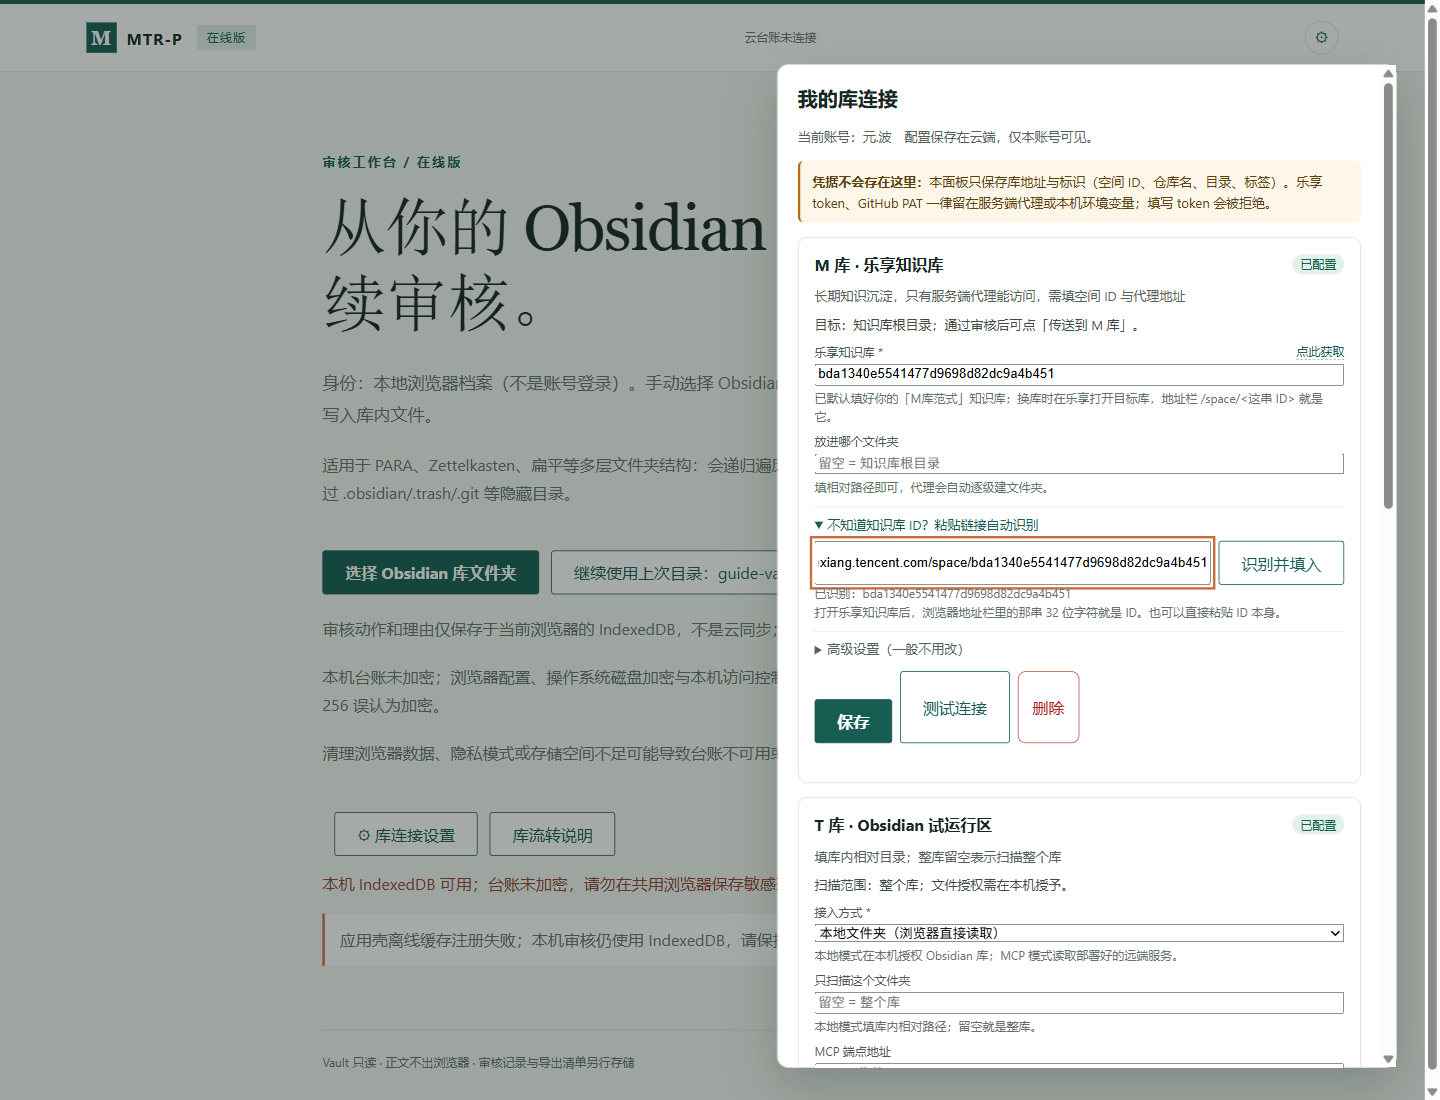 M MTR-P 在线版
云台账未连接
审核工作台 / 在线版
从你的 Obsidian
续审核。
身份：本地浏览器档案（不是账号登录）。手动选择 Obsidian
写入库内文件。
适用于 PARA、Zettelkasten、扁平等多层文件夹结构：会递归遍历
过 .obsidian/.trash/.git 等隐藏目录。
选择 Obsidian 库文件夹
继续使用上次目录：guide-va
审核动作和理由仅保存于当前浏览器的 IndexedDB，不是云同步；
本机台账未加密；浏览器配置、操作系统磁盘加密与本机访问控制
256 误认为加密。
清理浏览器数据、隐私模式或存储空间不足可能导致台账不可用或
库连接设置
库流转说明
本机 IndexedDB 可用；台账未加密，请勿在共用浏览器保存敏感
应用壳离线缓存注册失败；本机审核仍使用 IndexedDB，请保持
Vault 只读 · 正文不出浏览器 · 审核记录与导出清单另行存储
我的库连接
当前账号：元.波 配置保存在云端，仅本账号可见。
凭据不会存在这里：本面板只保存库地址与标识（空间 ID、仓库名、目录、标签）。乐享
token、GitHub PAT 一律留在服务端代理或本机环境变量；填写 token 会被拒绝。
M 库 · 乐享知识库
已配置
长期知识沉淀，只有服务端代理能访问，需填空间 ID 与代理地址
目标：知识库根目录；通过审核后可点「传送到 M 库」。
乐享知识库 *
点此获取
bda1340e5541477d9698d82dc9a4b451
已默认填好你的「M库范式」知识库；换库时在乐享打开目标库，地址栏 /space/<这串 ID> 就是
它。
放进哪个文件夹
留空 = 知识库根目录
填相对路径即可，代理会自动逐级建文件夹。
▼ 不知道知识库 ID？粘贴链接自动识别
xiang.tencent.com/space/bda1340e5541477d9698d82dc9a4b451
识别并填入
已识别：bda1340e5541477d9698d82dc9a4b451
打开乐享知识库后，浏览器地址栏里的那串 32 位字符就是 ID。也可以直接粘贴 ID 本身。
▶ 高级设置（一般不用改）
保存
测试连接
删除
T 库 · Obsidian 试运行区
已配置
填库内相对目录；整库留空表示扫描整个库
扫描范围：整个库；文件授权需在本机授予。
接入方式 *
本地文件夹（浏览器直接读取）
本地模式在本机授权 Obsidian 库；MCP 模式读取部署好的远端服务。
只扫描这个文件夹
留空 = 整个库
本地模式填库内相对路径；留空就是整库。
MCP 端点地址